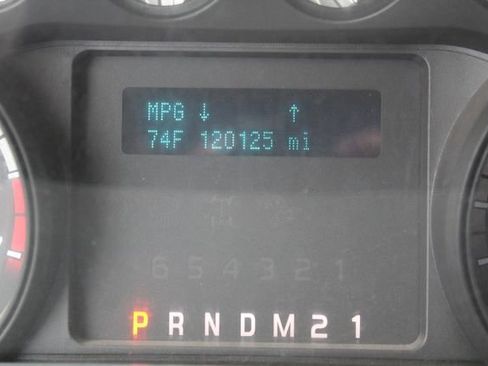 MPG ↓ ↑
74F 120125 mi
6 5 4 3 2 1
P R N D M 2 1